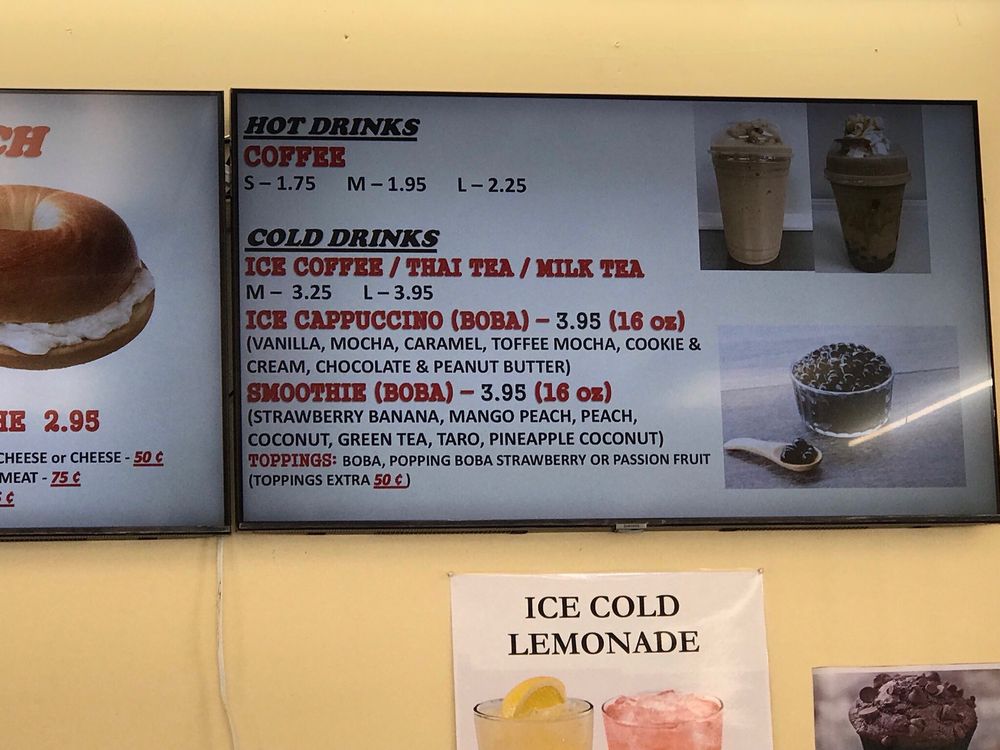 CH
HE 2.95
CHEESE or CHEESE - 50 ¢
MEAT - 75 ¢
¢
HOT DRINKS
COFFEE
S – 1.75 M – 1.95 L – 2.25
COLD DRINKS
ICE COFFEE / THAI TEA / MILK TEA
M – 3.25 L – 3.95
ICE CAPPUCCINO (BOBA) – 3.95 (16 oz)
(VANILLA, MOCHA, CARAMEL, TOFFEE MOCHA, COOKIE &
CREAM, CHOCOLATE & PEANUT BUTTER)
SMOOTHIE (BOBA) – 3.95 (16 oz)
(STRAWBERRY BANANA, MANGO PEACH, PEACH,
COCONUT, GREEN TEA, TARO, PINEAPPLE COCONUT)
TOPPINGS: BOBA, POPPING BOBA STRAWBERRY OR PASSION FRUIT
(TOPPINGS EXTRA 50 ¢)
ICE COLD
LEMONADE